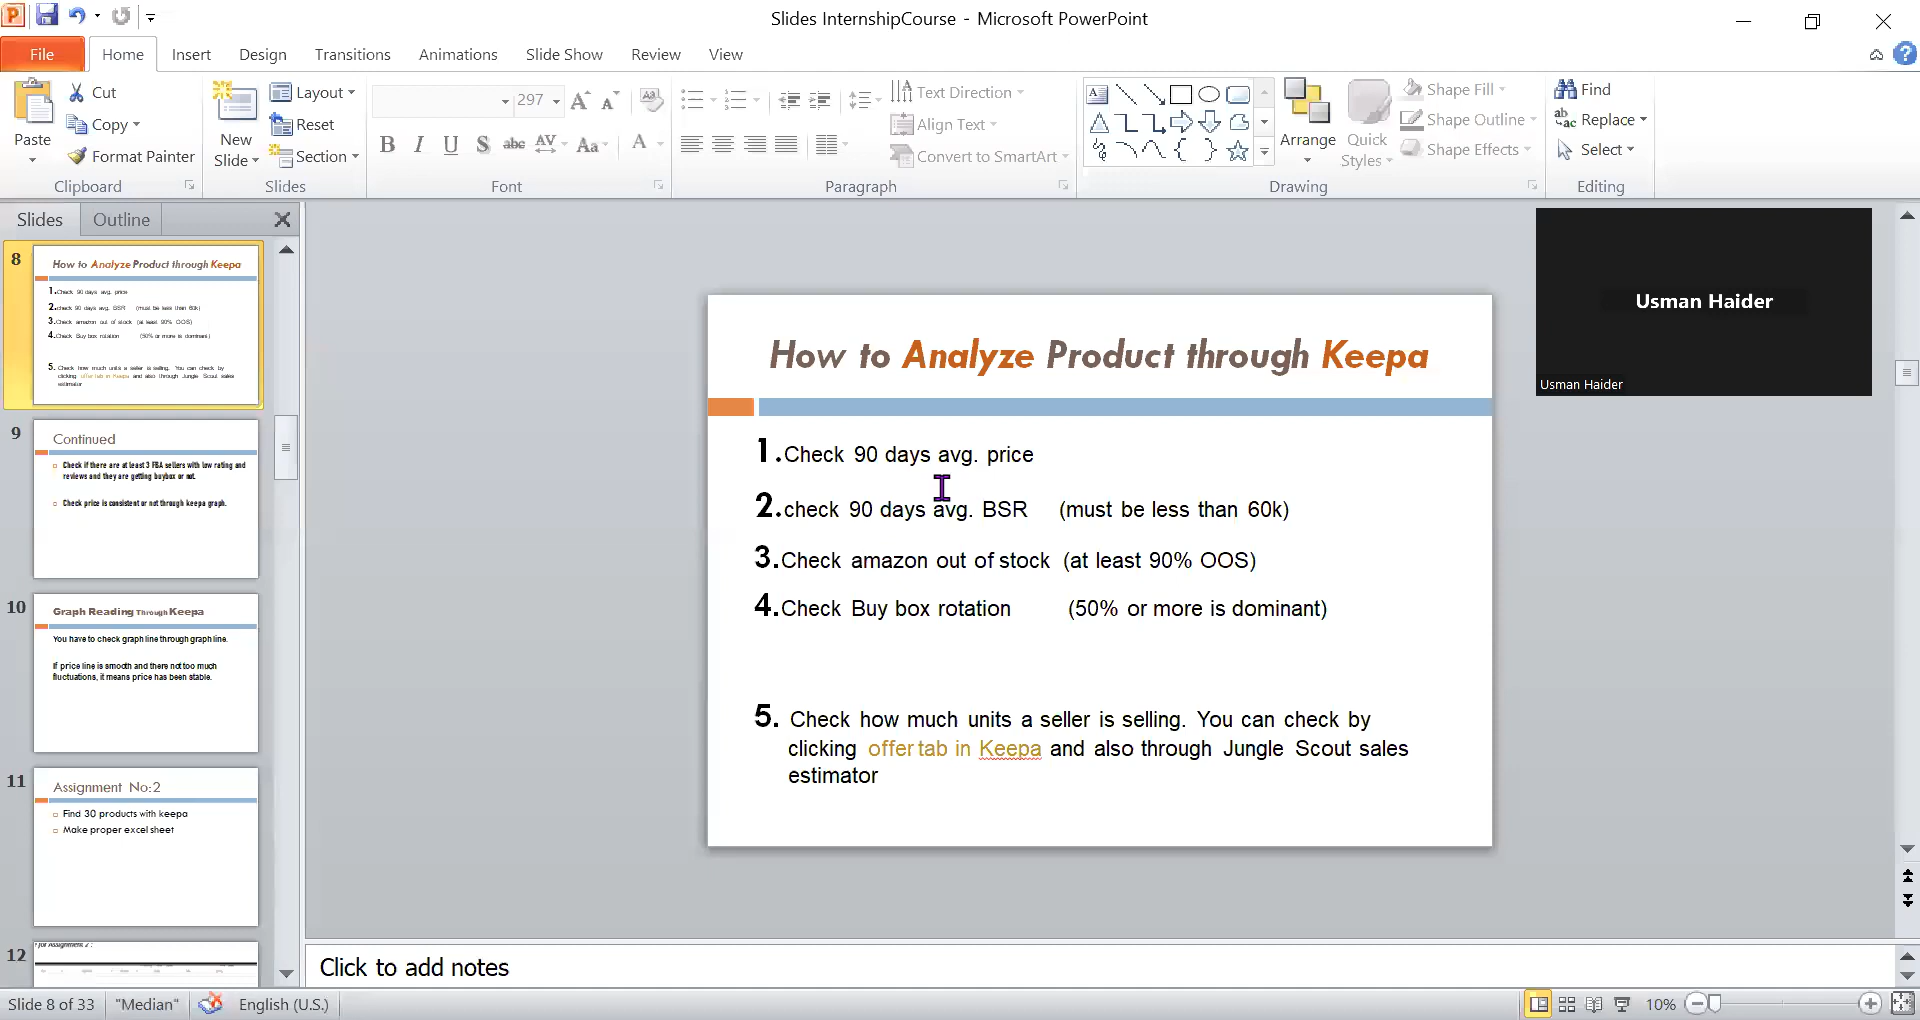 Slides InternshipCourse - Microsoft PowerPoint
File Home Insert Design Transitions Animations Slide Show Review View
Paste
Cut
Copy
Format Painter
Clipboard
New
Slide
Layout
Reset
Section
Slides
297
Font
Text Direction
Align Text
Convert to SmartArt
Paragraph
Arrange
Quick
Styles
Shape Fill
Shape Outline
Shape Effects
Drawing
Find
Replace
Select
Editing
Slides Outline
8
How to Analyze Product through Keepa
1.Check 90 days avg. price
2.check 90 days avg. BSR (must be less than 60k)
3.Check amazon out of stock (at least 90% OOS)
4.Check Buy box rotation (50% or more is dominant)
5. Check how much units a seller is selling. You can check by
clicking offer tab in Keepa and also through Jungle Scout sales
estimator
9
Continued
Check if there are at least 3 FBA sellers with low rating and
reviews and they are getting buybox or not.
Check price is consistent or not through keepa graph.
10
Graph Reading Through Keepa
You have to check graph line through graph line.
If price line is smooth and there not too much
fluctuations, it means price has been stable.
11
Assignment No:2
Find 30 products with keepa
Make proper excel sheet
12
How to Analyze Product through Keepa
1.Check 90 days avg. price
2.check 90 days avg. BSR (must be less than 60k)
3.Check amazon out of stock (at least 90% OOS)
4.Check Buy box rotation (50% or more is dominant)
5. Check how much units a seller is selling. You can check by
clicking offer tab in Keepa and also through Jungle Scout sales
estimator
Usman Haider
Usman Haider
Click to add notes
Slide 8 of 33 "Median" English (U.S.) 10%